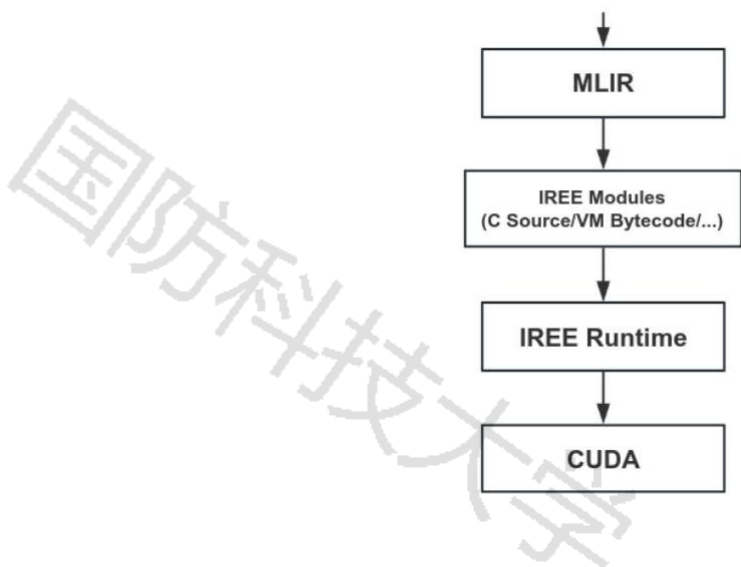 MLIR
IREE Modules
(C Source/VM Bytecode/...)
IREE Runtime
CUDA
国防科技大学